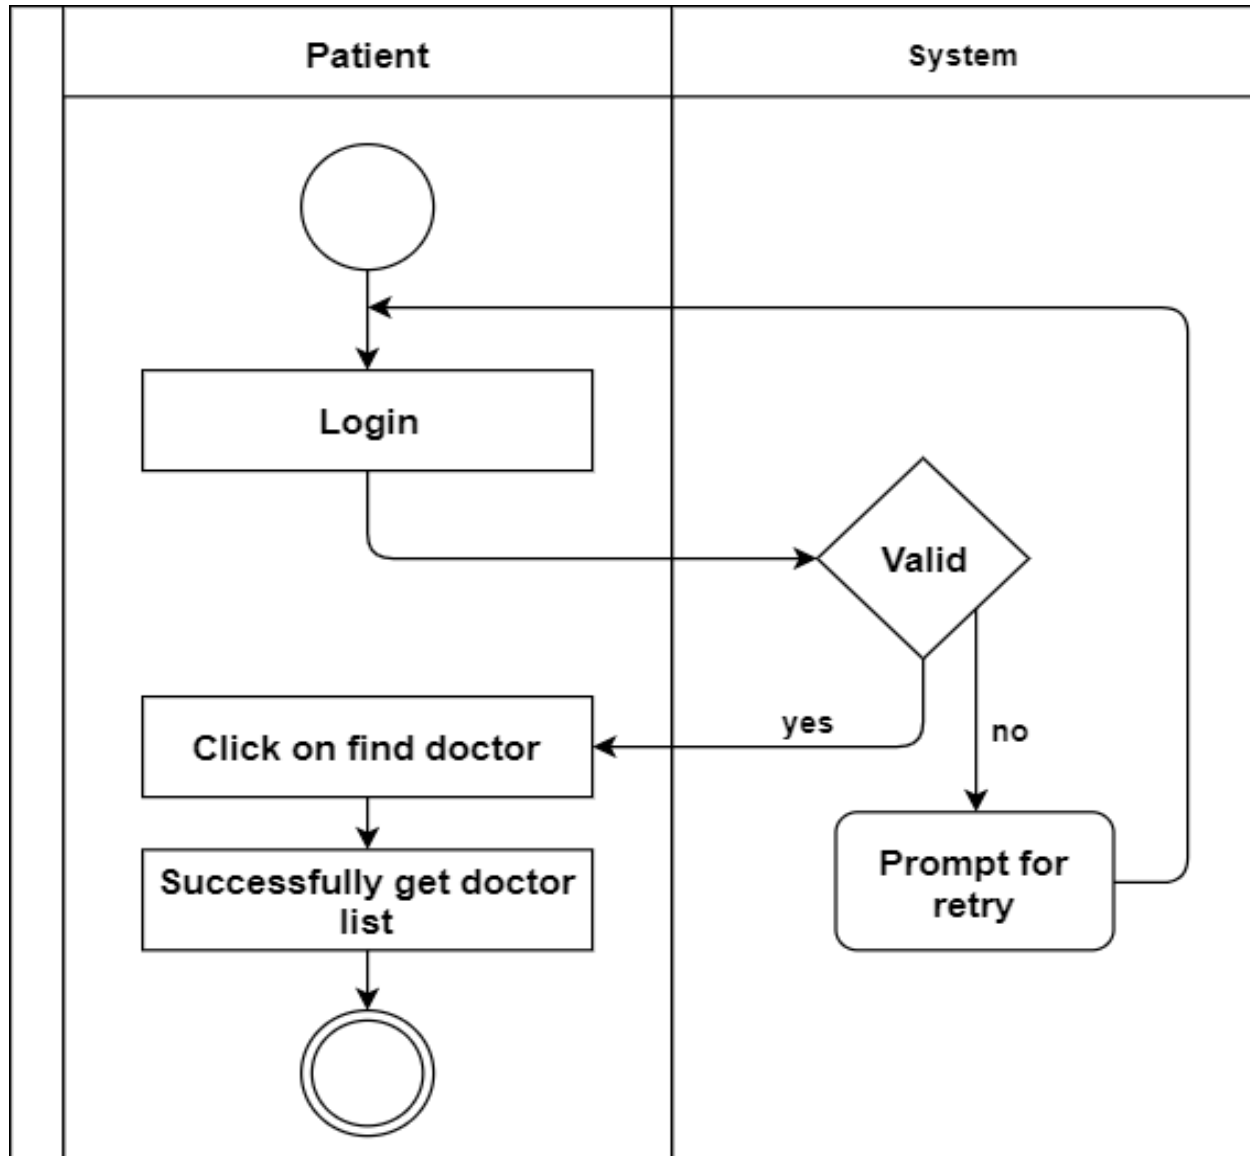 Patient
System
Login
Valid
yes
no
Click on find doctor
Prompt for
retry
Successfully get doctor
list